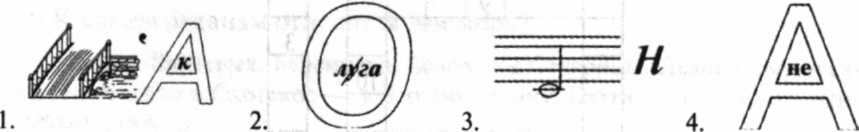 1. ' А к 2. О луга 3. Н 4. А не